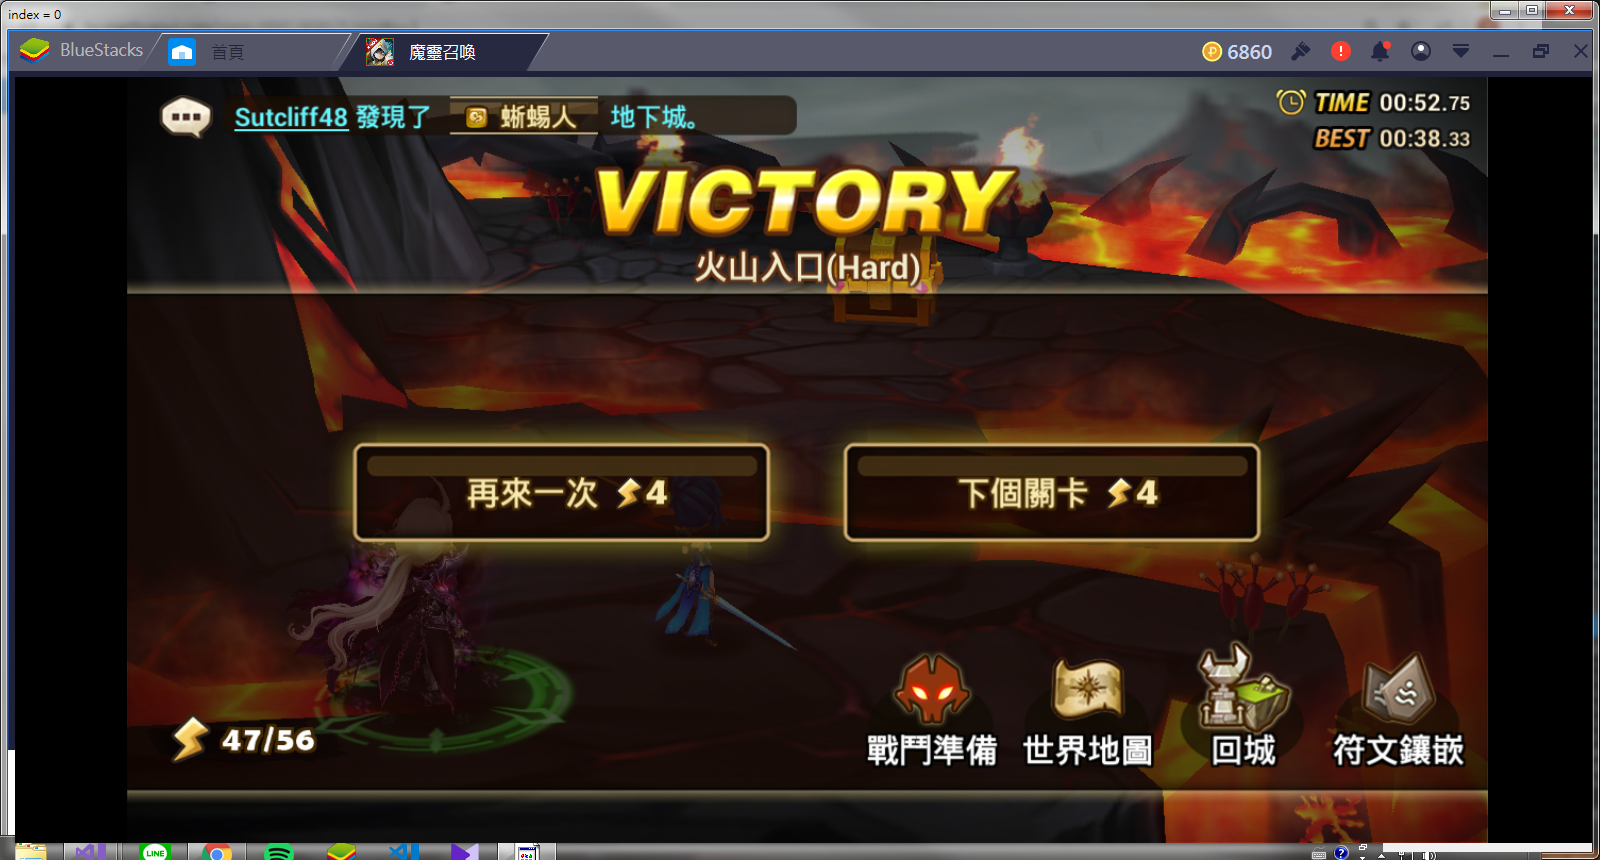 index = 0
BlueStacks
首頁
魔靈召喚
6860
Sutcliff48 發現了 蜥蜴人 地下城。
TIME 00:52.75
BEST 00:38.33
VICTORY
火山入口(Hard)
再來一次 4
下個關卡 4
47/56
戰鬥準備
世界地圖
回城
符文鑲嵌
LINE